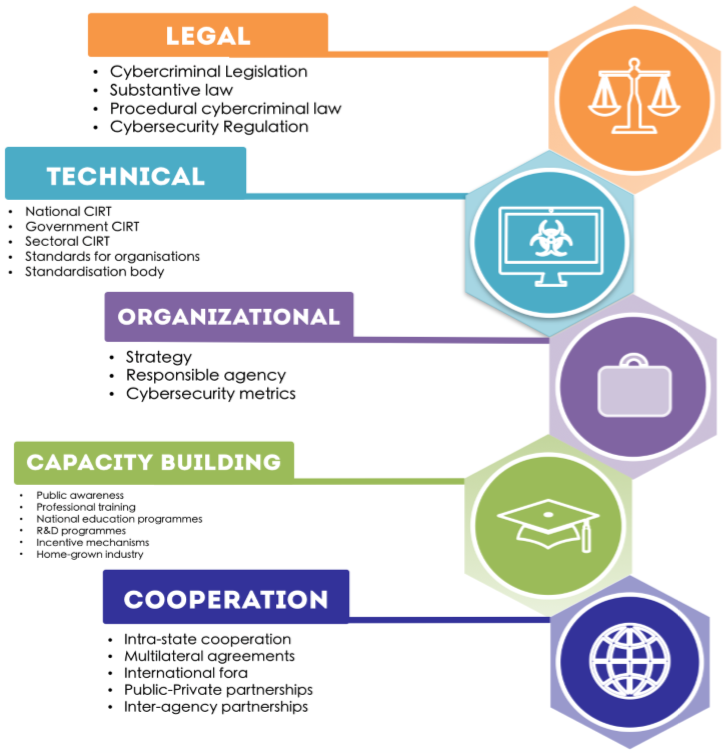 LEGAL
• Cybercriminal Legislation
• Substantive law
• Procedural cybercriminal law
• Cybersecurity Regulation
TECHNICAL
• National CIRT
• Government CIRT
• Sectoral CIRT
• Standards for organisations
• Standardisation body
ORGANIZATIONAL
• Strategy
• Responsible agency
• Cybersecurity metrics
CAPACITY BUILDING
• Public awareness
• Professional training
• National education programmes
• R&D programmes
• Incentive mechanisms
• Home-grown industry
COOPERATION
• Intra-state cooperation
• Multilateral agreements
• International fora
• Public-Private partnerships
• Inter-agency partnerships